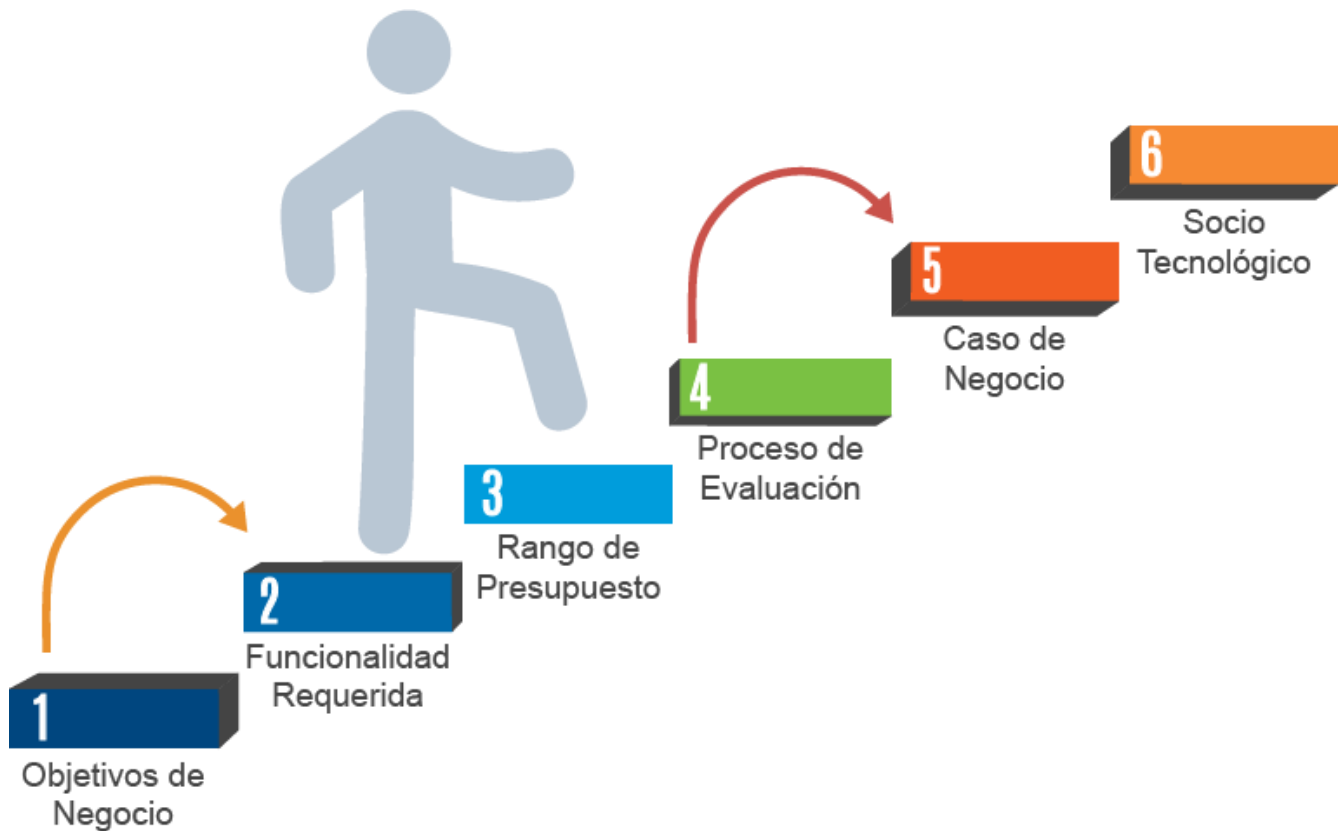 1
Objetivos de
Negocio
2
Funcionalidad
Requerida
3
Rango de
Presupuesto
4
Proceso de
Evaluación
5
Caso de
Negocio
6
Socio
Tecnológico